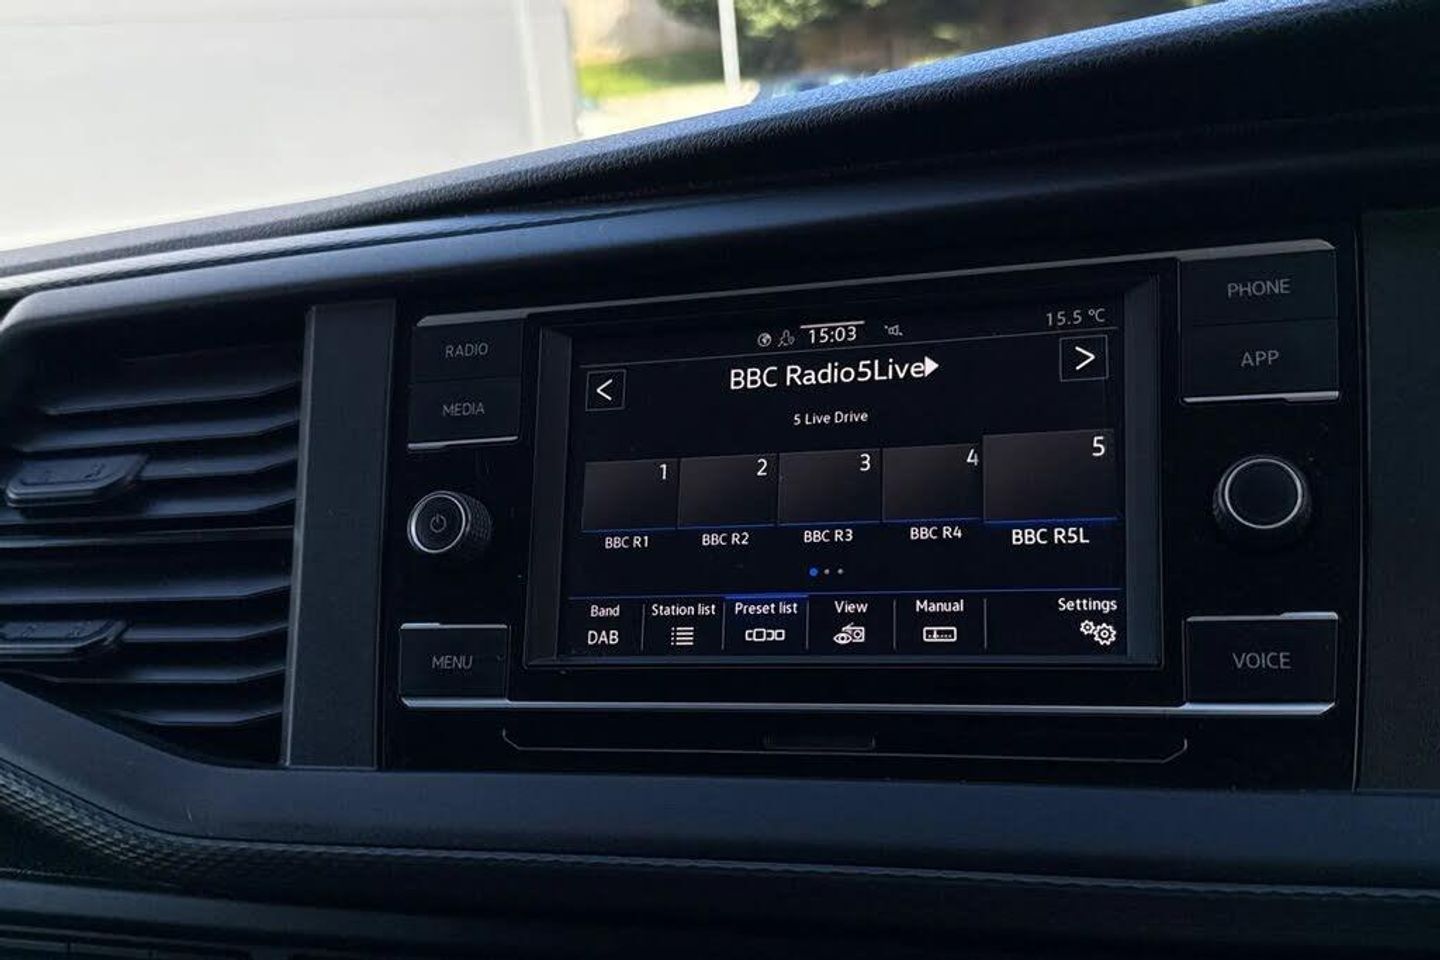 RADIO
MEDIA
MENU
15:03
15.5 °C
<
BBC Radio5Live
>
5 Live Drive
1
2
3
4
5
BBC R1
BBC R2
BBC R3
BBC R4
BBC R5L
Band
Station list
Preset list
View
Manual
Settings
DAB
PHONE
APP
VOICE